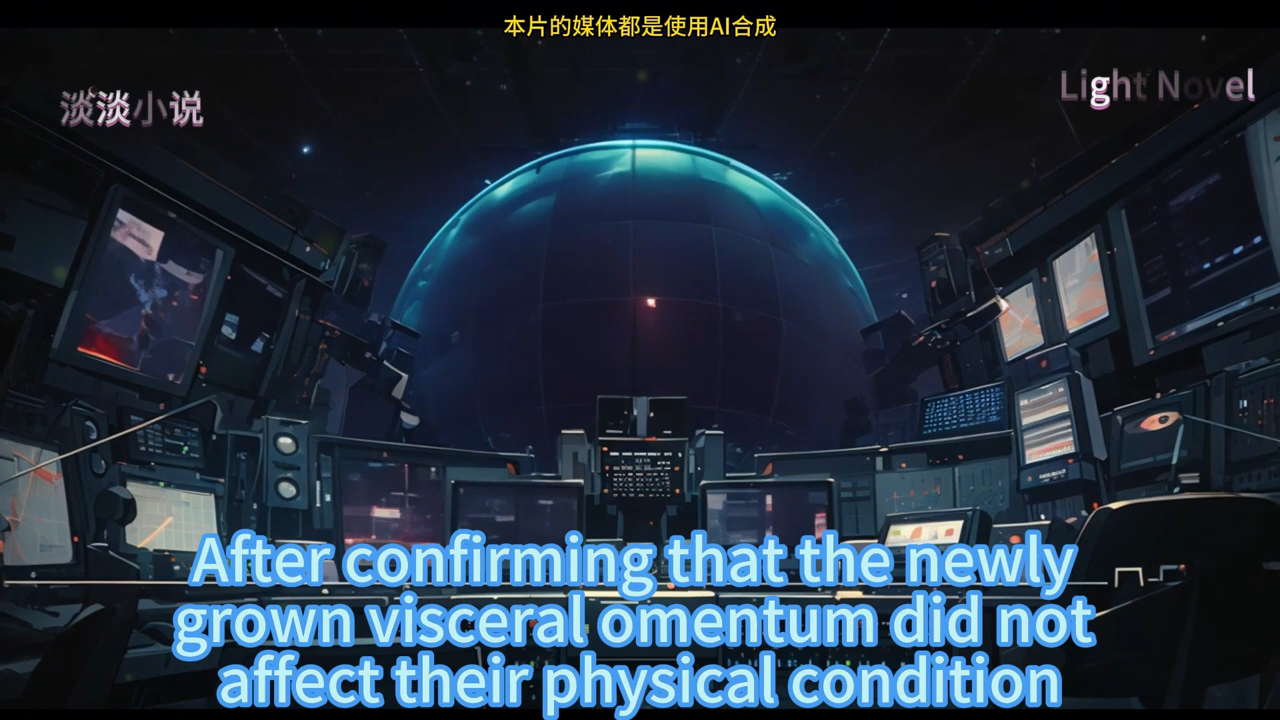 本片的媒体都是使用AI合成
淡淡小说
Light Novel
After confirming that the newly
grown visceral omentum did not
affect their physical condition